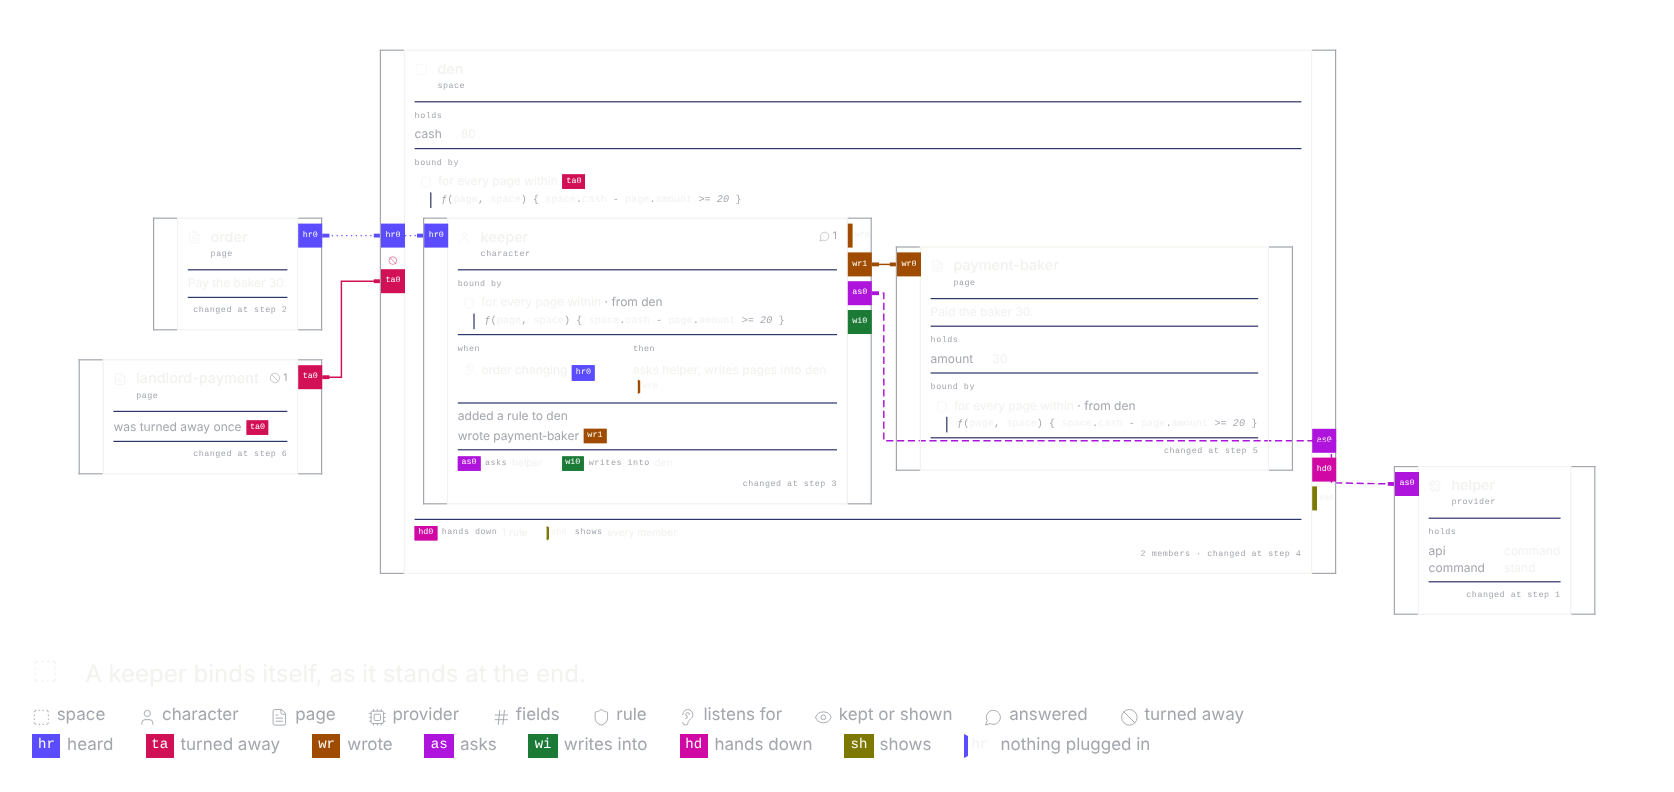 den
space
holds
cash 80
bound by
for every page within ta0
f(page, space) { space.cash - page.amount >= 20 }
order
page
Pay the baker 30.
changed at step 2
hr0
hr0
hr0
ta0
landlord-payment 1
page
was turned away once ta0
changed at step 6
ta0
keeper 1
character
bound by
for every page within · from den
f(page, space) { space.cash - page.amount >= 20 }
when then
order changing hr0
asks helper, writes pages into den
added a rule to den
wrote payment-baker wr1
as0 asks helper wi0 writes into den
changed at step 3
wr1
as0
wi0
wr0
payment-baker
page
Paid the baker 30.
holds
amount 30
bound by
for every page within · from den
f(page, space) { space.cash - page.amount >= 20 }
changed at step 5
hd0 hands down 1 rule sh0 shows every member
2 members · changed at step 4
as0
hd0
as0
helper
provider
holds
api command
command stand
changed at step 1
A keeper binds itself, as it stands at the end.
space character page provider fields rule listens for kept or shown answered turned away
hr heard ta turned away wr wrote as asks wi writes into hd hands down sh shows hr nothing plugged in